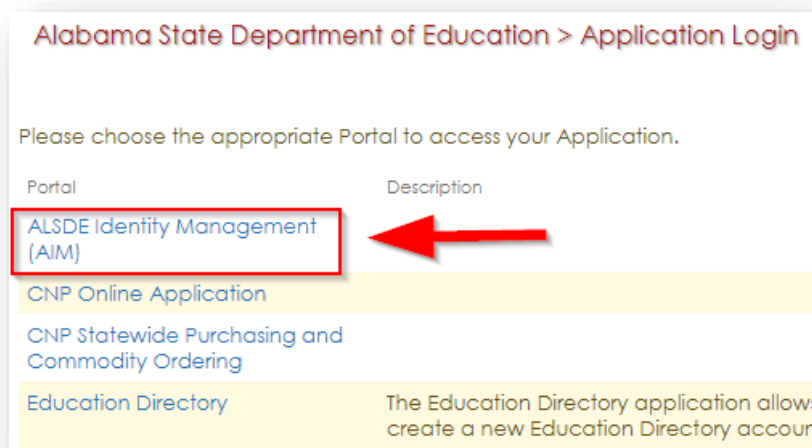 Alabama State Department of Education > Application Login
Please choose the appropriate Portal to access your Application.
Portal Description
ALSDE Identity Management
(AIM)
CNP Online Application
CNP Statewide Purchasing and
Commodity Ordering
Education Directory The Education Directory application allows
create a new Education Directory accoun